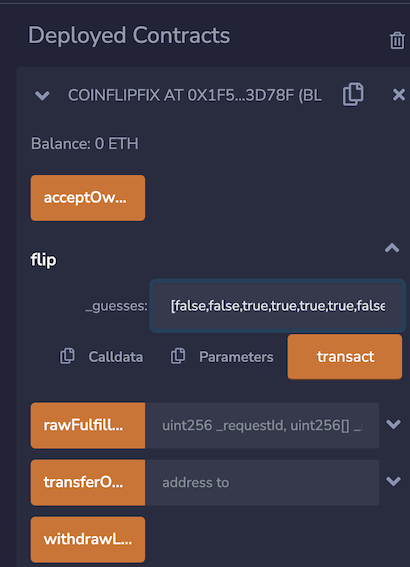 Deployed Contracts
COINFLIPFIX AT 0X1F5...3D78F (BL
Balance: 0 ETH
acceptOw...
flip
_guesses: [false,false,true,true,true,true,false
Calldata Parameters transact
rawFulfill... uint256 _requestId, uint256[] _
transferO... address to
withdrawL...